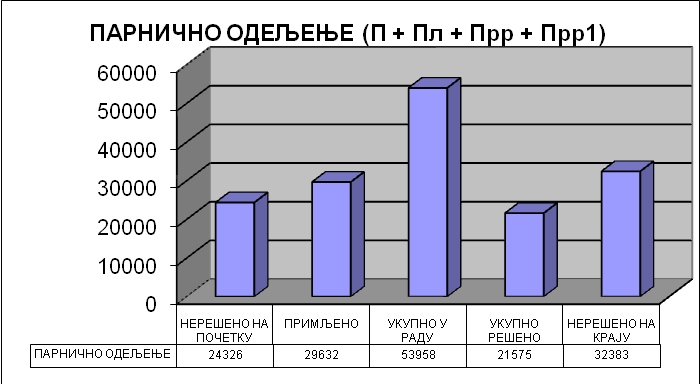 ПАРНИЧНО ОДЕЉЕЊЕ (П + Пл + Прр + Прр1)
60000
50000
40000
30000
20000
10000
0
НЕРЕШЕНО НА ПОЧЕТКУ
ПРИМЉЕНО
УКУПНО У РАДУ
УКУПНО РЕШЕНО
НЕРЕШЕНО НА КРАЈУ
ПАРНИЧНО ОДЕЉЕЊЕ 24326 29632 53958 21575 32383